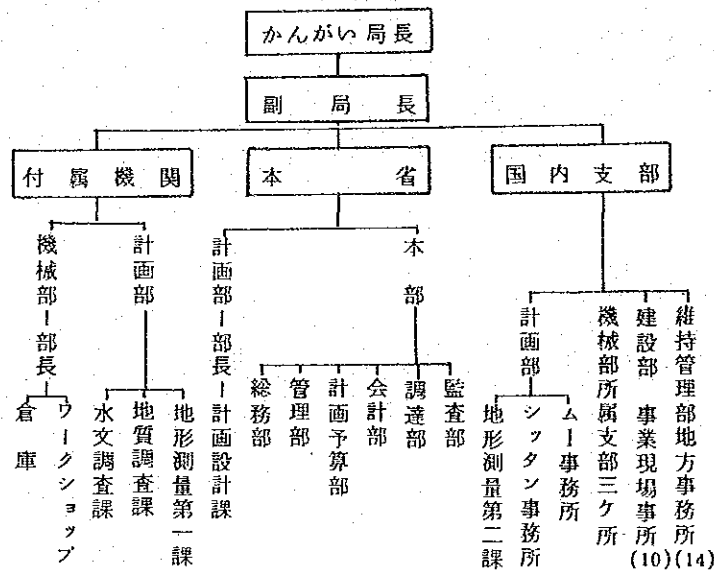 かんがい局長
副局長
付属機関
本省
国内支部
機械部ー部長
計画部
計画部ー部長ー計画設計課
本部
倉庫
ワークショップ
水文調査課
地質調査課
地形測量第一課
総務部
管理部
計画予算部
会計部
調達部
監査部
計画部
地形測量第二課
シッタン事務所
ムー事務所
機械部所属支部三ケ所
建設部 事業現場事所(10)
維持管理部地方事務所(14)